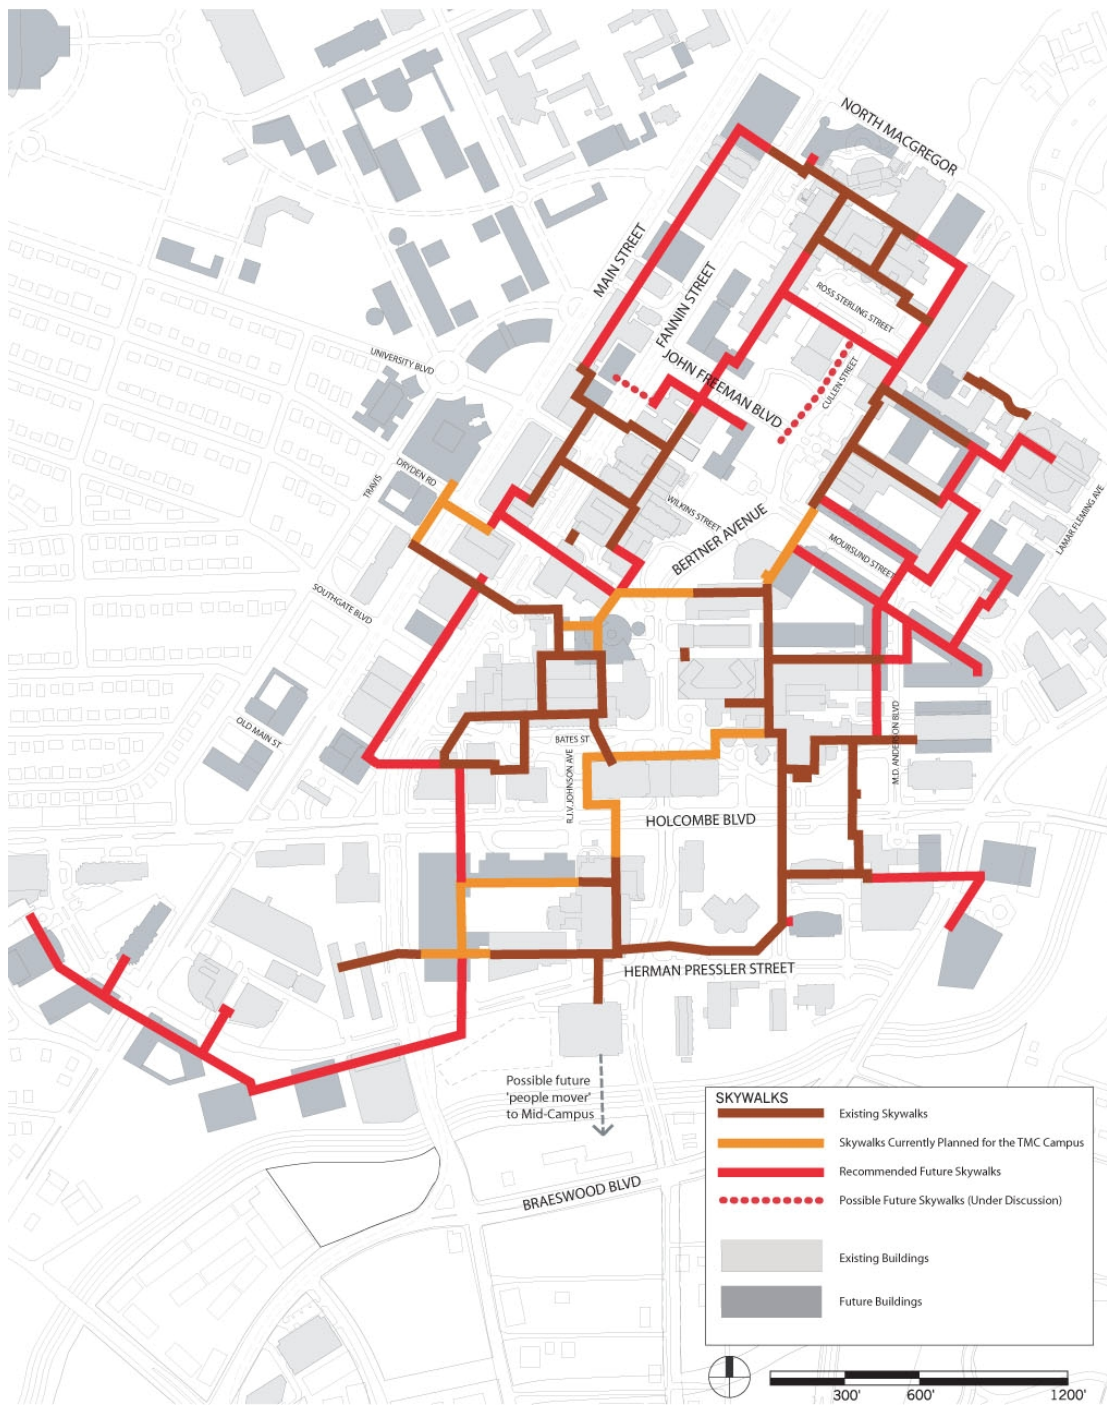 NORTH MACGREGOR
MAIN STREET
FANNIN STREET
ROSS STERLING STREET
JOHN FREEMAN BLVD
CULLEN STREET
UNIVERSITY BLVD
DRYDEN RD
TRAVIS
WILKINS STREET
BERTNER AVENUE
MOURSUND STREET
LAMAR FLEMING AVE
SOUTHGATE BLVD
OLD MAIN ST
BATES ST
R.J.V. JOHNSON AVE
M.D. ANDERSON BLVD
HOLCOMBE BLVD
HERMAN PRESSLER STREET
Possible future
'people mover'
to Mid-Campus
BRAESWOOD BLVD
SKYWALKS
Existing Skywalks
Skywalks Currently Planned for the TMC Campus
Recommended Future Skywalks
Possible Future Skywalks (Under Discussion)
Existing Buildings
Future Buildings
300' 600' 1200'